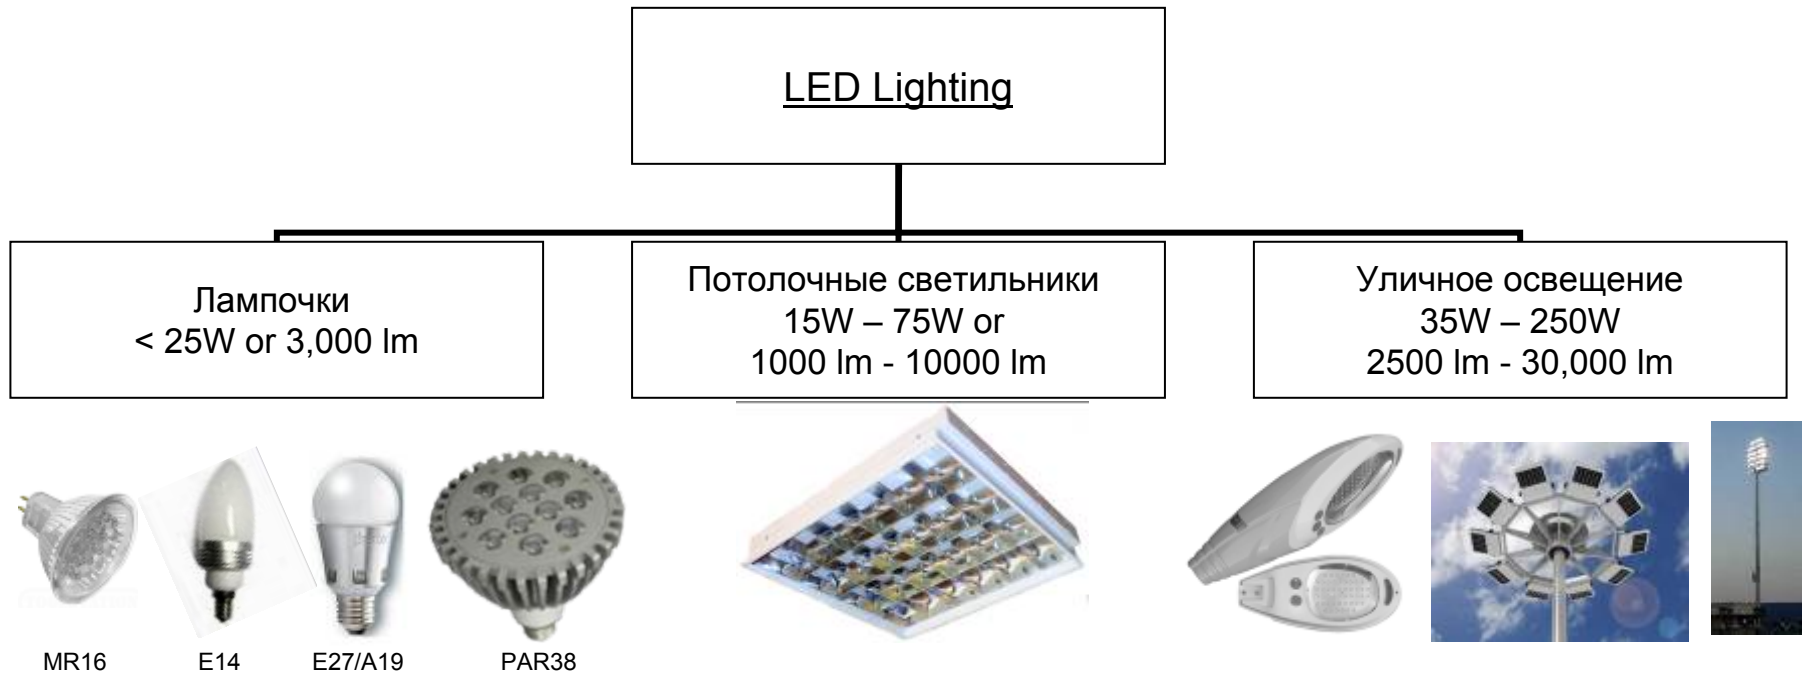 LED Lighting
Лампочки
< 25W or 3,000 lm
Потолочные светильники
15W – 75W or
1000 lm - 10000 lm
Уличное освещение
35W – 250W
2500 lm - 30,000 lm
MR16
E14
E27/A19
PAR38